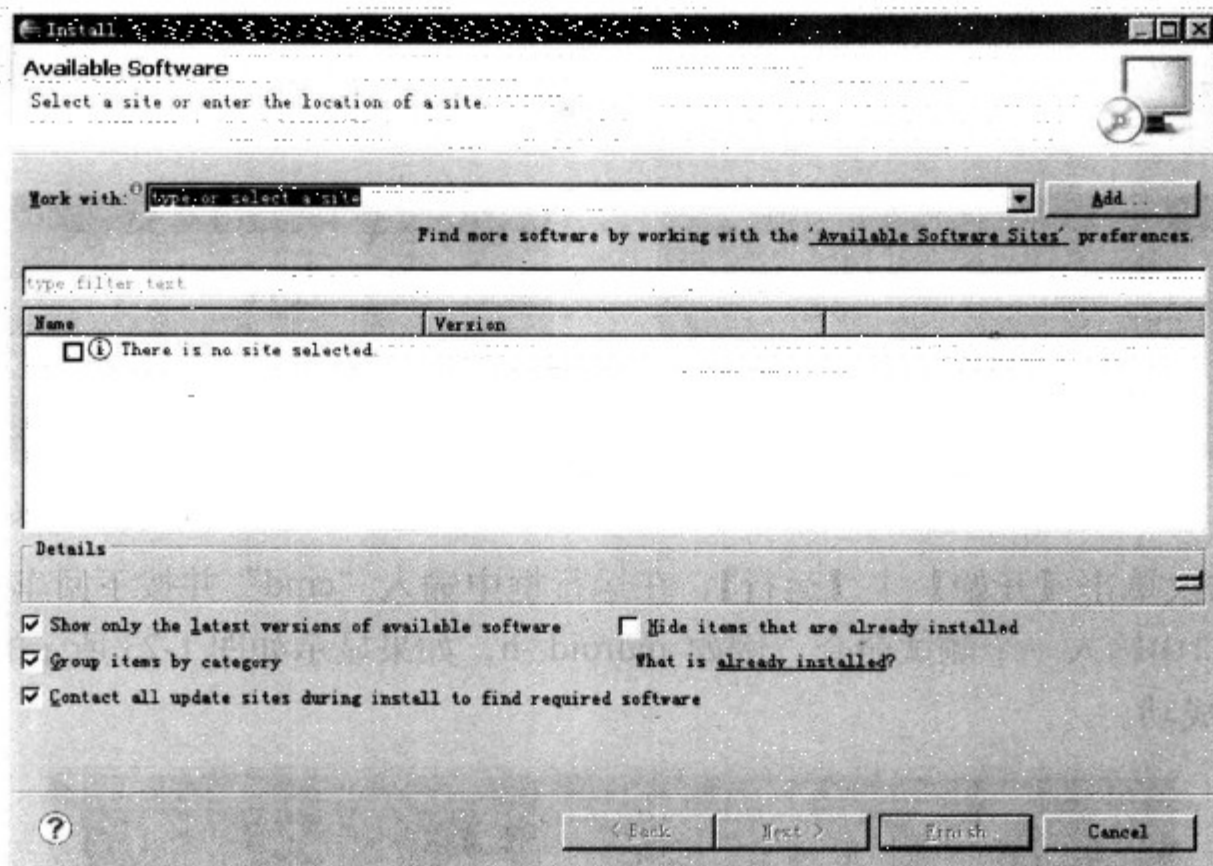 Install
Available Software
Select a site or enter the location of a site.
Work with: type or select a site Add...
Find more software by working with the 'Available Software Sites' preferences.
type filter text
Name Version
There is no site selected.
Details
Show only the latest versions of available software Hide items that are already installed
Group items by category What is already installed?
Contact all update sites during install to find required software
? < Back Next > Finish Cancel